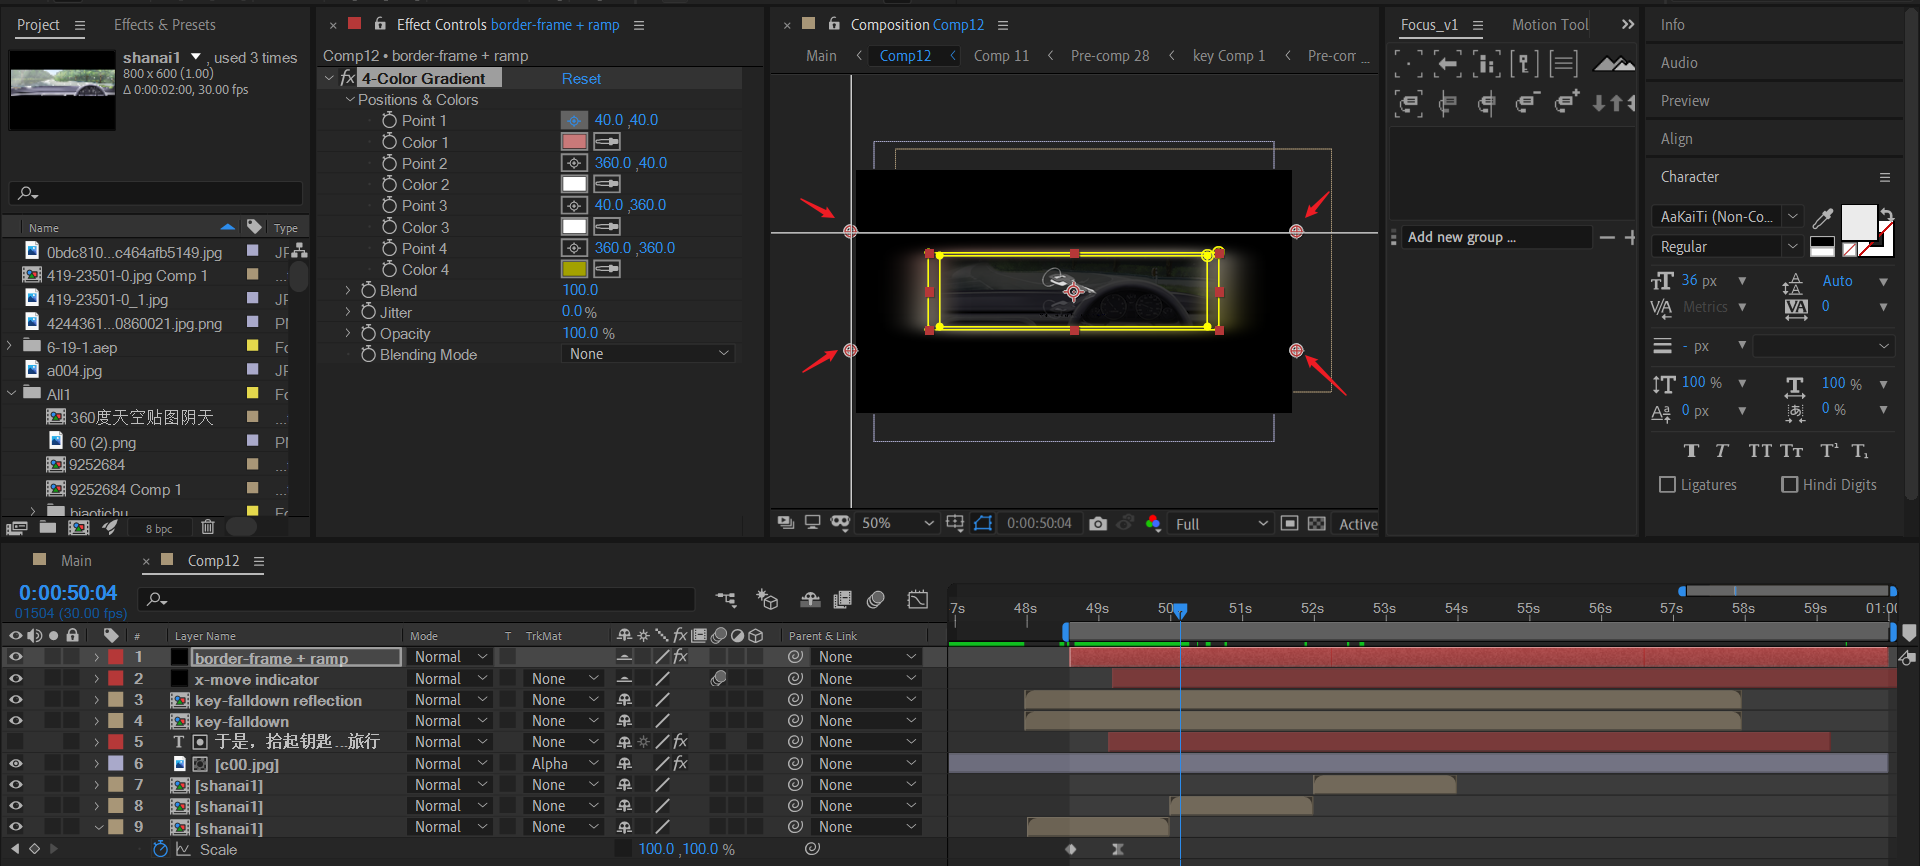 Project
Effects & Presets
shanai1 , used 3 times
800 x 600 (1.00)
Δ 0:00:02:00, 30.00 fps
Name
Type
0bdc810...c464afb5149.jpg
JF
419-23501-0.jpg Comp 1
...
419-23501-0_1.jpg
JF
4244361...0860021.jpg.png
PN
6-19-1.aep
Fc
a004.jpg
JF
All1
Fc
360度天空贴图阴天
...
60 (2).png
PN
9252684
...
9252684 Comp 1
...
biaotichu
Fc
8 bpc
Effect Controls border-frame + ramp
Comp12 • border-frame + ramp
fx 4-Color Gradient
Reset
Positions & Colors
Point 1
40.0 ,40.0
Color 1
Point 2
360.0 ,40.0
Color 2
Point 3
40.0 ,360.0
Color 3
Point 4
360.0 ,360.0
Color 4
Blend
100.0
Jitter
0.0 %
Opacity
100.0 %
Blending Mode
None
Composition Comp12
Main
Comp12
Comp 11
Pre-comp 28
key Comp 1
Pre-com ...
50%
0:00:50:04
Full
Active
Focus_v1
Motion Tool
Add new group ...
Info
Audio
Preview
Align
Character
AaKaiTi (Non-Co...
Regular
36 px
Auto
Metrics
0
- px
100 %
100 %
0 px
0 %
T T TT Tt T¹ T₁
Ligatures
Hindi Digits
Main
Comp12
0:00:50:04
01504 (30.00 fps)
7s
48s
49s
50
51s
52s
53s
54s
55s
56s
57s
58s
59s
01:00
#
Layer Name
Mode
T
TrkMat
fx
Parent & Link
1
border-frame + ramp
Normal
fx
None
2
x-move indicator
Normal
None
None
3
key-falldown reflection
Normal
None
None
4
key-falldown
Normal
None
None
5
T
于是，拾起钥匙...旅行
Normal
None
fx
None
6
[c00.jpg]
Normal
Alpha
fx
None
7
[shanai1]
Normal
None
None
8
[shanai1]
Normal
None
None
9
[shanai1]
Normal
None
None
Scale
100.0 ,100.0 %